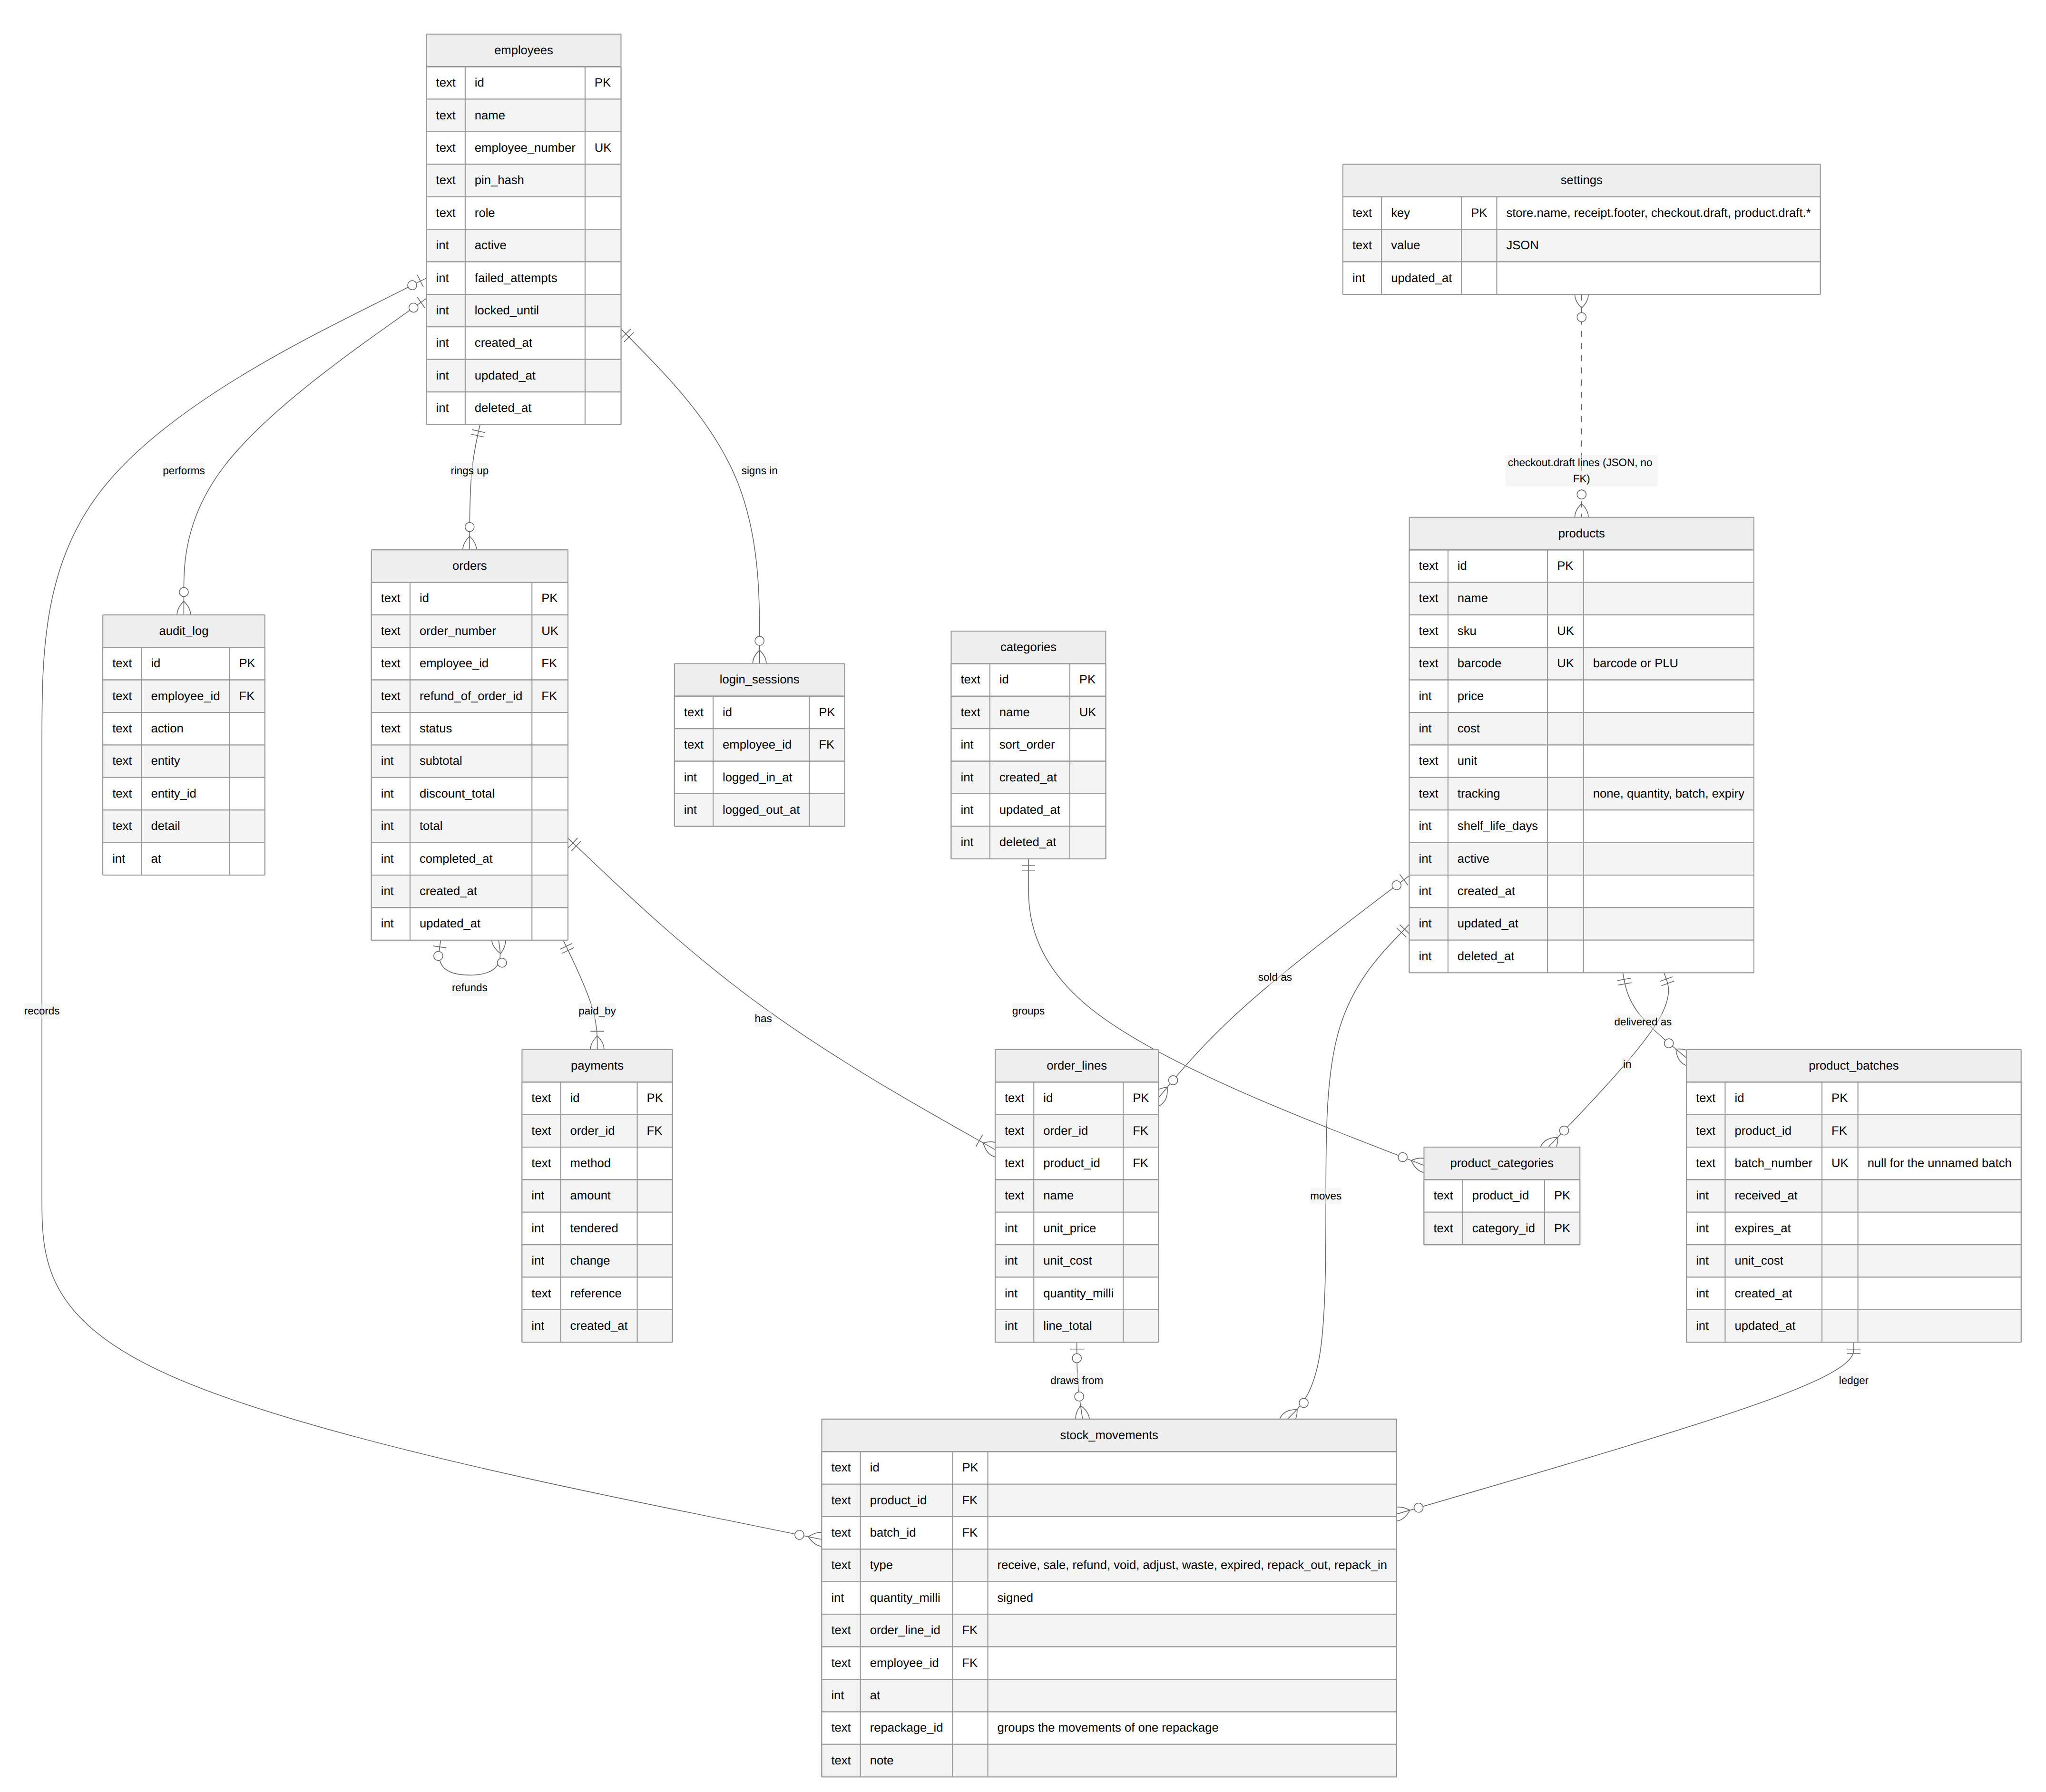 employees
text id PK
text name
text employee_number UK
text pin_hash
text role
int active
int failed_attempts
int locked_until
int created_at
int updated_at
int deleted_at
settings
text key PK store.name, receipt.footer, checkout.draft, product.draft.*
text value JSON
int updated_at
performs
rings up
signs in
checkout.draft lines (JSON, no
FK)
products
text id PK
text name
text sku UK
text barcode UK barcode or PLU
int price
int cost
text unit
text tracking none, quantity, batch, expiry
int shelf_life_days
int active
int created_at
int updated_at
int deleted_at
orders
text id PK
text order_number UK
text employee_id FK
text refund_of_order_id FK
text status
int subtotal
int discount_total
int total
int completed_at
int created_at
int updated_at
audit_log
text id PK
text employee_id FK
text action
text entity
text entity_id
text detail
int at
login_sessions
text id PK
text employee_id FK
int logged_in_at
int logged_out_at
categories
text id PK
text name UK
int sort_order
int created_at
int updated_at
int deleted_at
refunds
records
paid_by
has
groups
sold as
delivered as
in
moves
payments
text id PK
text order_id FK
text method
int amount
int tendered
int change
text reference
int created_at
order_lines
text id PK
text order_id FK
text product_id FK
text name
int unit_price
int unit_cost
int quantity_milli
int line_total
product_categories
text product_id PK
text category_id PK
product_batches
text id PK
text product_id FK
text batch_number UK null for the unnamed batch
int received_at
int expires_at
int unit_cost
int created_at
int updated_at
draws from
ledger
stock_movements
text id PK
text product_id FK
text batch_id FK
text type receive, sale, refund, void, adjust, waste, expired, repack_out, repack_in
int quantity_milli signed
text order_line_id FK
text employee_id FK
int at
text repackage_id groups the movements of one repackage
text note